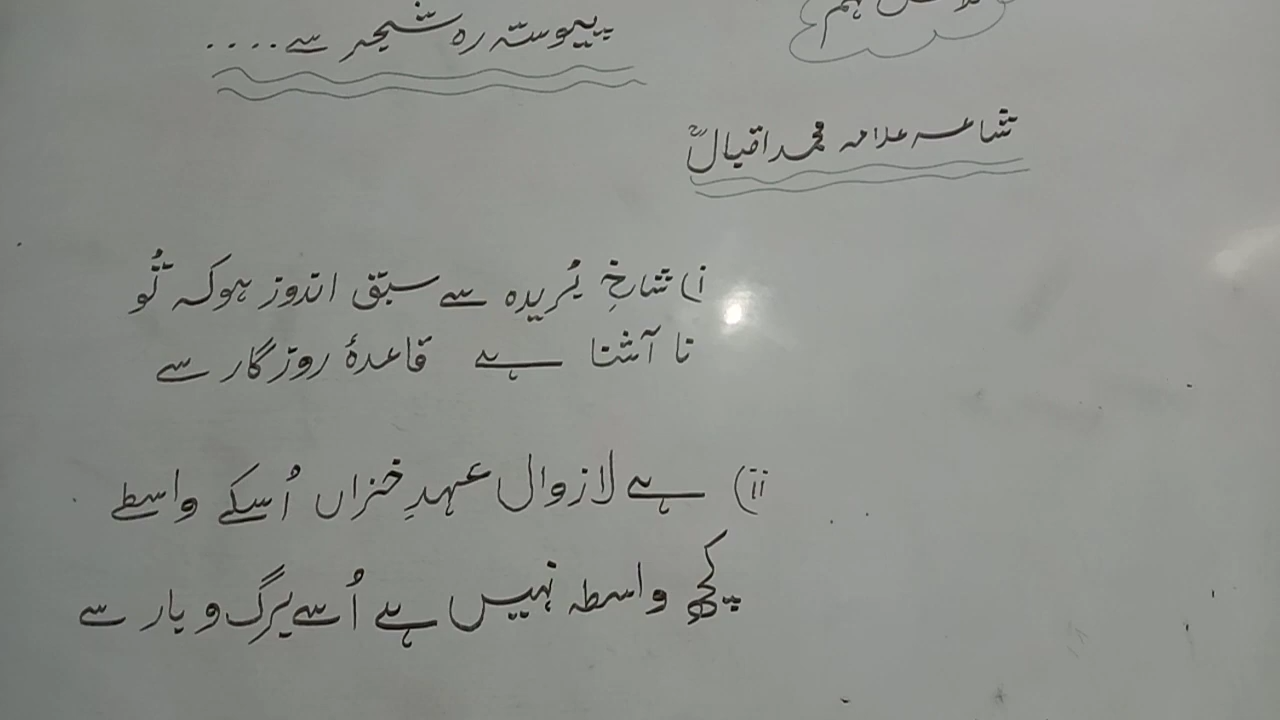 ہم
پیوستہ رہ شجر سے....
شاعر علامہ محمد اقبالؒ
i) شاخِ بُریدہ سے سبق اندوز ہو کہ تُو
نا آشنا ہے قاعدۂ روزگار سے
ii) ہے لازوال عہدِ خزاں اُسکے واسطے
کچھ واسطہ نہیں ہے اُسے برگ و بار سے